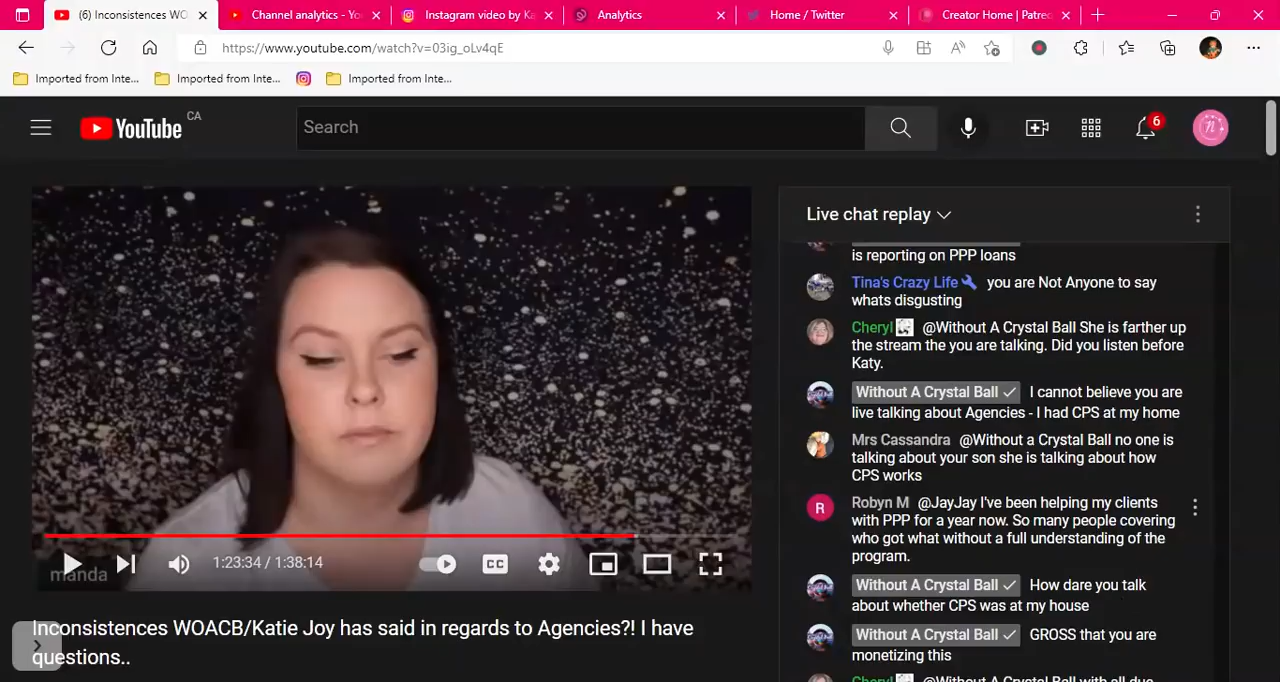 (6) Inconsistences WO
Channel analytics - Yo
Instagram video by Ka
Analytics
Home / Twitter
Creator Home | Patreo
https://www.youtube.com/watch?v=03ig_oLv4qE
Imported from Inte...
Imported from Inte...
Imported from Inte...
YouTube CA
Search
6
Live chat replay
is reporting on PPP loans
Tina's Crazy Life you are Not Anyone to say
whats disgusting
Cheryl @Without A Crystal Ball She is farther up
the stream the you are talking. Did you listen before
Katy.
Without A Crystal Ball I cannot believe you are
live talking about Agencies - I had CPS at my home
Mrs Cassandra @Without a Crystal Ball no one is
talking about your son she is talking about how
CPS works
R
Robyn M @JayJay I've been helping my clients
with PPP for a year now. So many people covering
who got what without a full understanding of the
program.
Without A Crystal Ball How dare you talk
about whether CPS was at my house
Without A Crystal Ball GROSS that you are
monetizing this
Cheryl @Without A Crystal Ball with all due
1:23:34 / 1:38:14
CC
manda
Inconsistences WOACB/Katie Joy has said in regards to Agencies?! I have
questions..